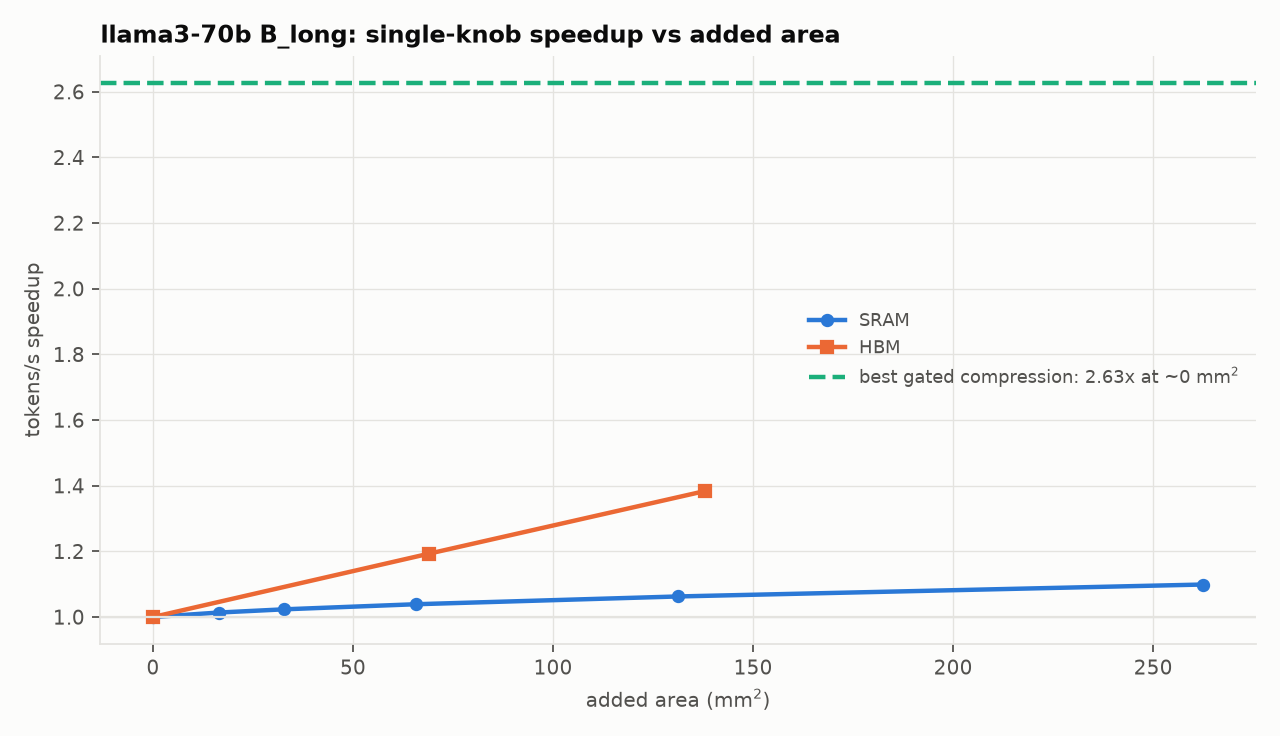 llama3-70b B_long: single-knob speedup vs added area
tokens/s speedup
2.6
2.4
2.2
2.0
1.8
1.6
1.4
1.2
1.0
SRAM
HBM
best gated compression: 2.63x at ~0 mm²
0 50 100 150 200 250
added area (mm²)